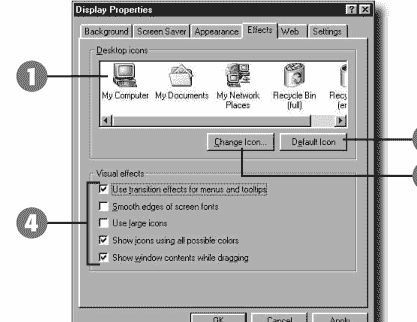 Display Properties
Background Screen Saver Appearance Effects Web Settings
Desktop icons
1
My Computer My Documents My Network Places Recycle Bin (full)
Change Icon... Default Icon
Visual effects
4
Use transition effects for menus and tooltips
Smooth edges of screen fonts
Use large icons
Show icons using all possible colors
Show window contents while dragging
OK Cancel Apply